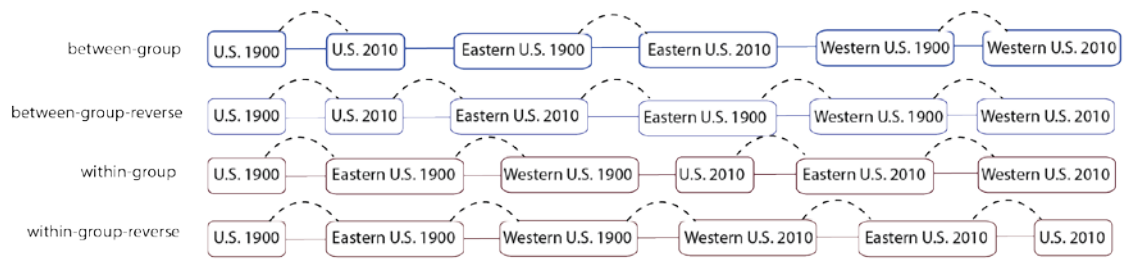 between-group U.S. 1900 U.S. 2010 Eastern U.S. 1900 Eastern U.S. 2010 Western U.S. 1900 Western U.S. 2010
between-group-reverse U.S. 1900 U.S. 2010 Eastern U.S. 2010 Eastern U.S. 1900 Western U.S. 1900 Western U.S. 2010
within-group U.S. 1900 Eastern U.S. 1900 Western U.S. 1900 U.S. 2010 Eastern U.S. 2010 Western U.S. 2010
within-group-reverse U.S. 1900 Eastern U.S. 1900 Western U.S. 1900 Western U.S. 2010 Eastern U.S. 2010 U.S. 2010